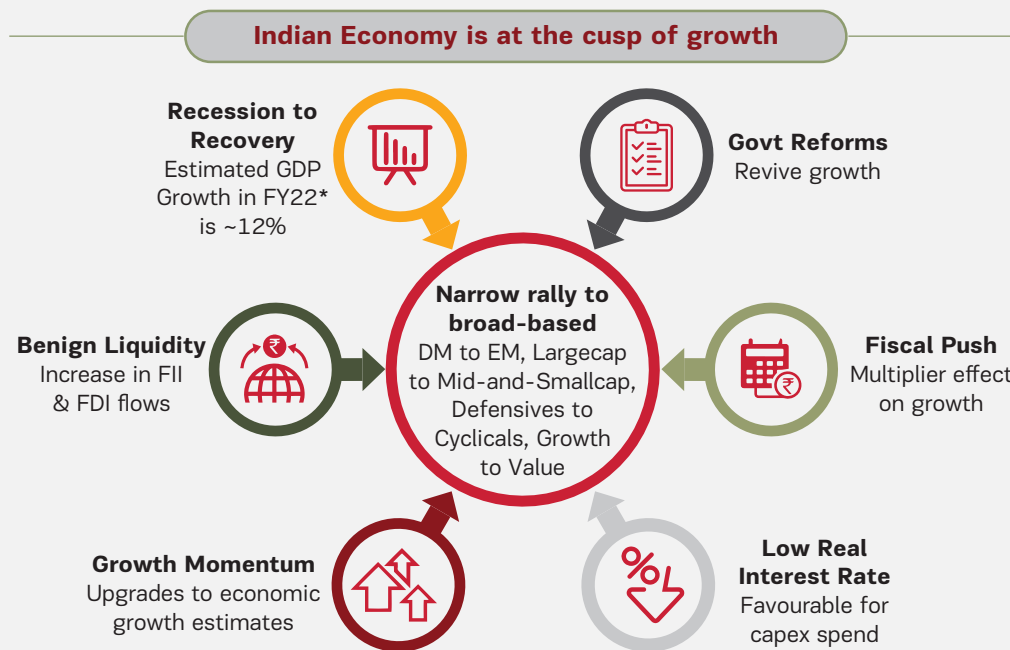 Indian Economy is at the cusp of growth
Recession to
Recovery
Estimated GDP
Growth in FY22*
is ~12%
Govt Reforms
Revive growth
Benign Liquidity
Increase in FII
& FDI flows
₹
Narrow rally to
broad-based
DM to EM, Largecap
to Mid-and-Smallcap,
Defensives to
Cyclicals, Growth
to Value
₹
Fiscal Push
Multiplier effect
on growth
Growth Momentum
Upgrades to economic
growth estimates
%
Low Real
Interest Rate
Favourable for
capex spend